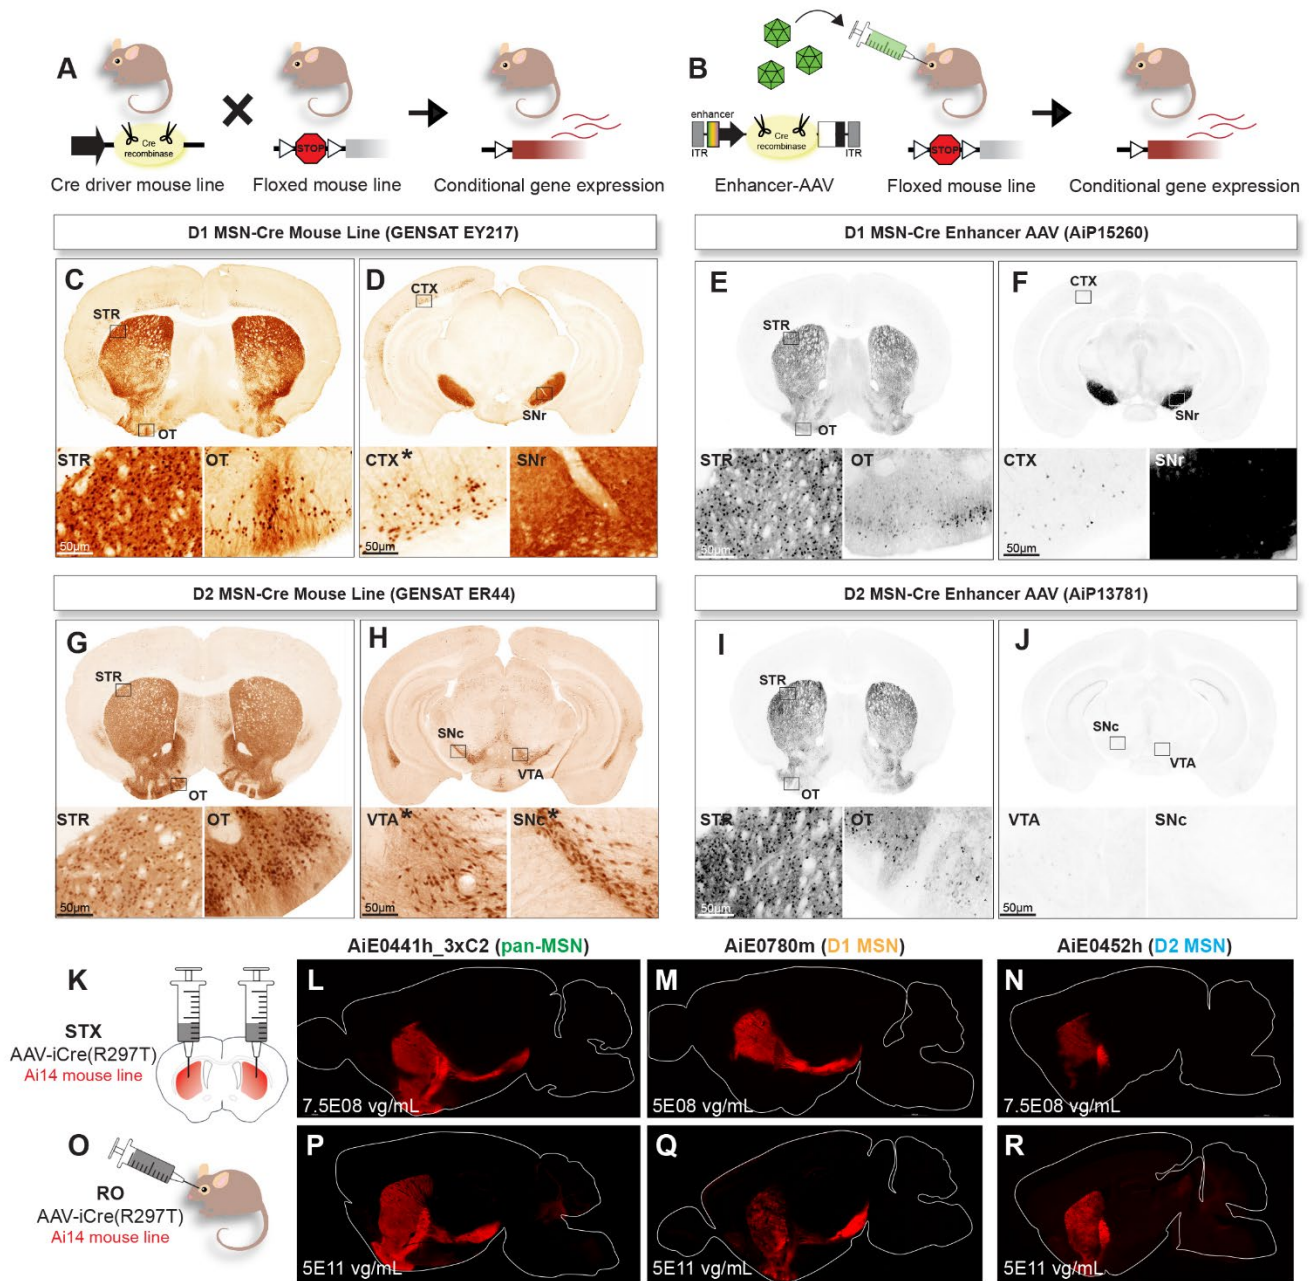 A
Cre
recombinase
STOP
Cre driver mouse line
Floxed mouse line
Conditional gene expression
B
enhancer
ITR
Cre
recombinase
ITR
STOP
Enhancer-AAV
Floxed mouse line
Conditional gene expression
D1 MSN-Cre Mouse Line (GENSAT EY217)
D1 MSN-Cre Enhancer AAV (AiP15260)
C
STR
OT
D
CTX
SNr
E
STR
OT
F
CTX
SNr
STR
50µm
OT
CTX*
50µm
SNr
STR
50µm
OT
CTX
50µm
SNr
D2 MSN-Cre Mouse Line (GENSAT ER44)
D2 MSN-Cre Enhancer AAV (AiP13781)
G
STR
OT
H
SNc
VTA
I
STR
OT
J
SNc
VTA
STR
50µm
OT
VTA*
50µm
SNc*
STR
50µm
OT
VTA
50µm
SNc
AiE0441h_3xC2 (pan-MSN)
AiE0780m (D1 MSN)
AiE0452h (D2 MSN)
K
STX
AAV-iCre(R297T)
Ai14 mouse line
L
7.5E08 vg/mL
M
5E08 vg/mL
N
7.5E08 vg/mL
O
RO
AAV-iCre(R297T)
Ai14 mouse line
P
5E11 vg/mL
Q
5E11 vg/mL
R
5E11 vg/mL